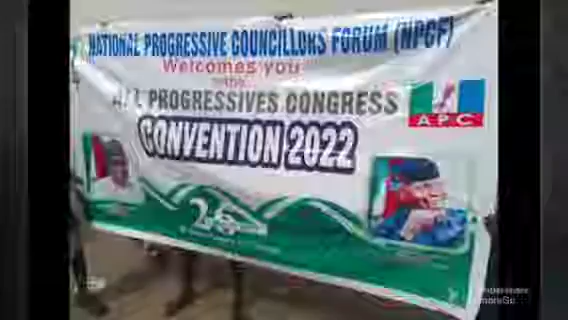 NATIONAL PROGRESSIVE COUNCILLORS FORUM (NPCF)
Welcomes you
ALL PROGRESSIVES CONGRESS
APC
CONVENTION 2022